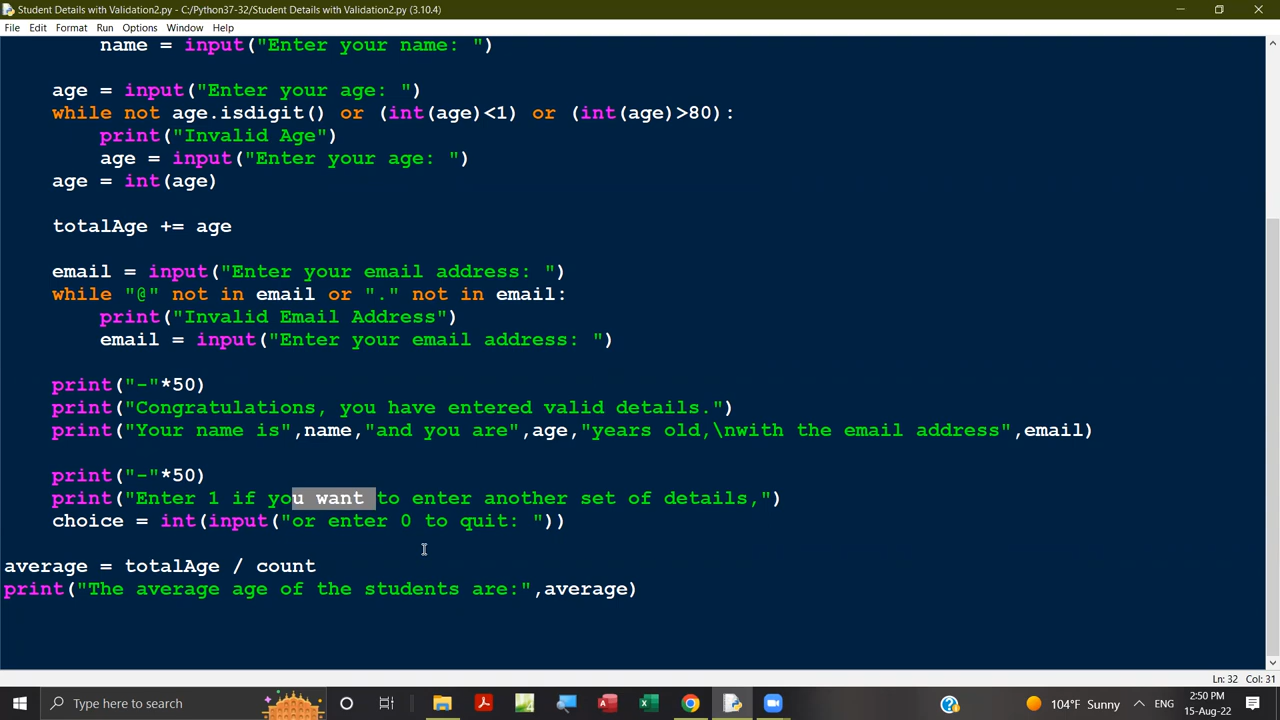 Student Details with Validation2.py - C:/Python37-32/Student Details with Validation2.py (3.10.4)
File Edit Format Run Options Window Help
name = input("Enter your name: ")
age = input("Enter your age: ")
while not age.isdigit() or (int(age)<1) or (int(age)>80):
print("Invalid Age")
age = input("Enter your age: ")
age = int(age)
totalAge += age
email = input("Enter your email address: ")
while "@" not in email or "." not in email:
print("Invalid Email Address")
email = input("Enter your email address: ")
print("-"*50)
print("Congratulations, you have entered valid details.")
print("Your name is",name,"and you are",age,"years old,\nwith the email address",email)
print("-"*50)
print("Enter 1 if you want to enter another set of details,")
choice = int(input("or enter 0 to quit: "))
average = totalAge / count
print("The average age of the students are:",average)
Ln: 32 Col: 31
Type here to search
104°F Sunny
ENG
2:50 PM
15-Aug-22